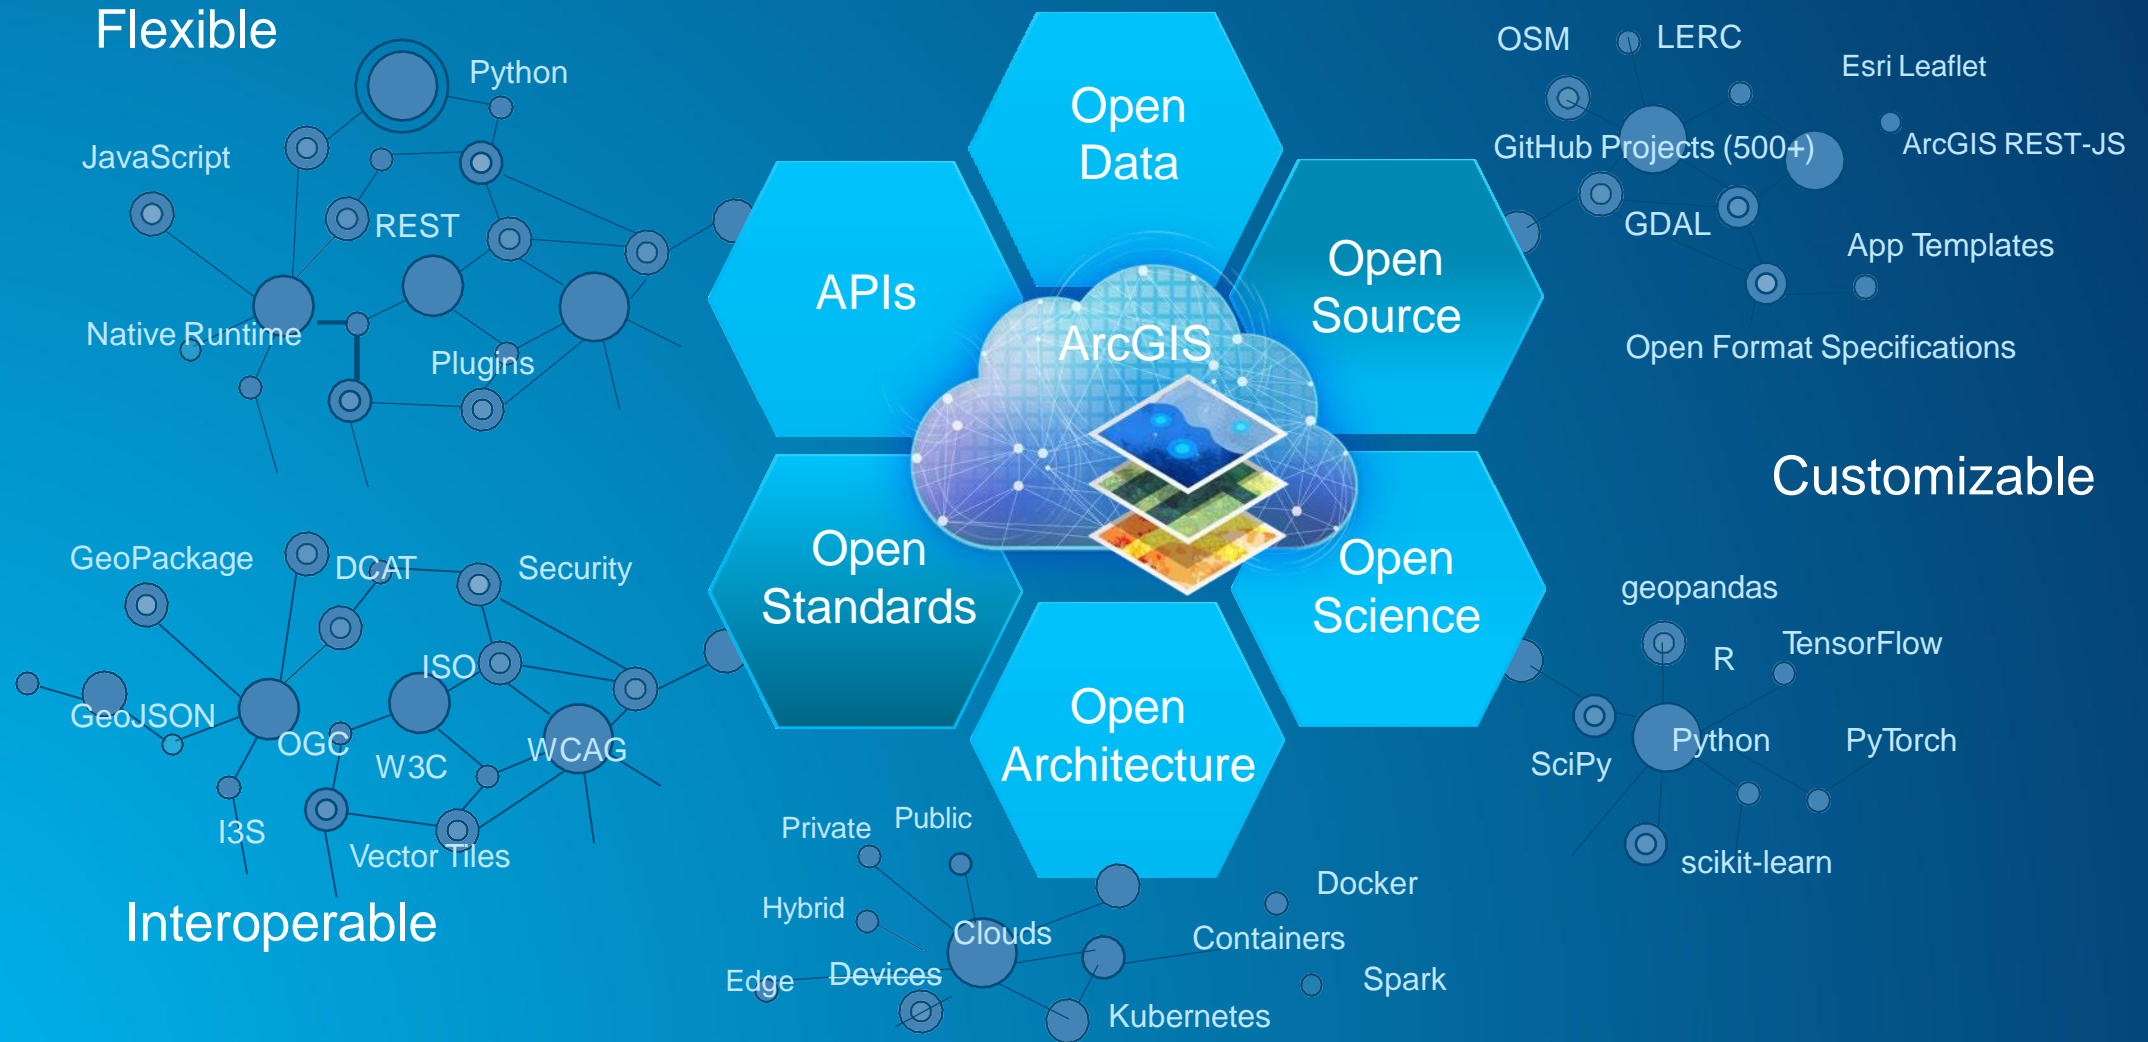 Flexible
Python
JavaScript
REST
Native Runtime
Plugins
Open
Data
APIs
Open
Source
ArcGIS
OSM
LERC
Esri Leaflet
GitHub Projects (500+)
ArcGIS REST-JS
GDAL
App Templates
Open Format Specifications
Customizable
Open
Standards
Open
Science
Open
Architecture
GeoPackage
DCAT
Security
ISO
GeoJSON
OGC
W3C
WCAG
I3S
Vector Tiles
Interoperable
geopandas
R
TensorFlow
Python
PyTorch
SciPy
scikit-learn
Private
Public
Hybrid
Clouds
Docker
Containers
Edge
Devices
Spark
Kubernetes